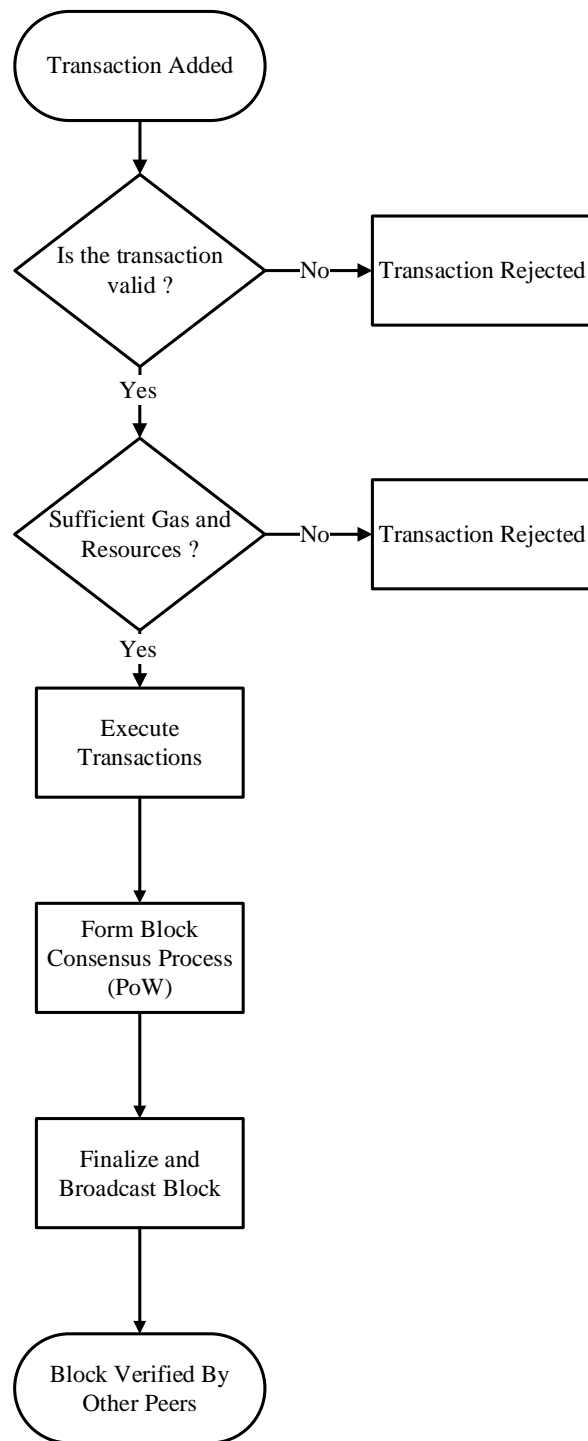 Transaction Added
Is the transaction
valid ?
No
Transaction Rejected
Yes
Sufficient Gas and
Resources ?
No
Transaction Rejected
Yes
Execute
Transactions
Form Block
Consensus Process
(PoW)
Finalize and
Broadcast Block
Block Verified By
Other Peers